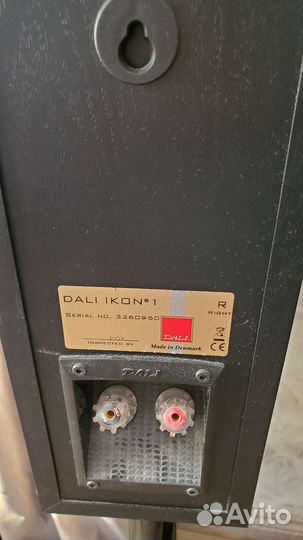 DALI IKON® 1
R
RIGHT
SERIAL NO. 3260950
DALI
INSPECTED BY
Made in Denmark
CE
DALI
Avito